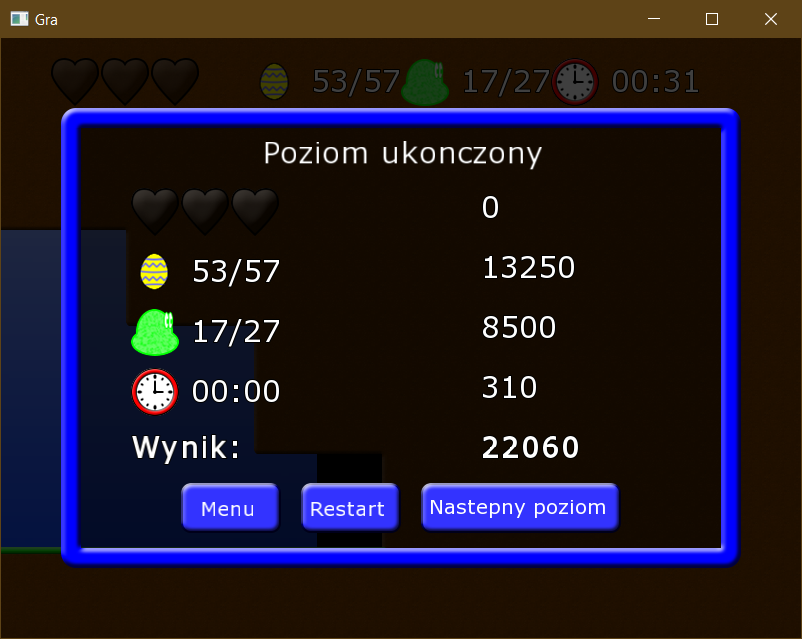 Gra
53/57 17/27 00:31
Poziom ukonczony
0
53/57 13250
17/27 8500
00:00 310
Wynik: 22060
Menu Restart Nastepny poziom